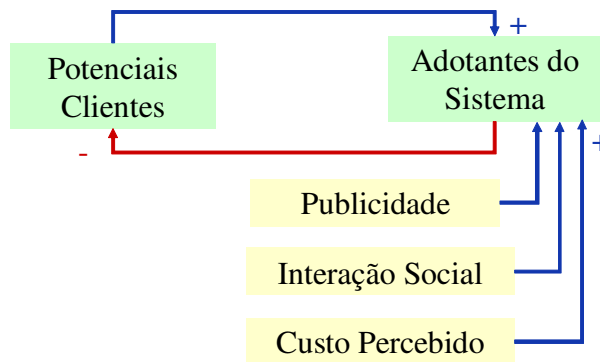 +
Potenciais
Clientes
Adotantes do
Sistema
-
+
Publicidade
Interação Social
Custo Percebido